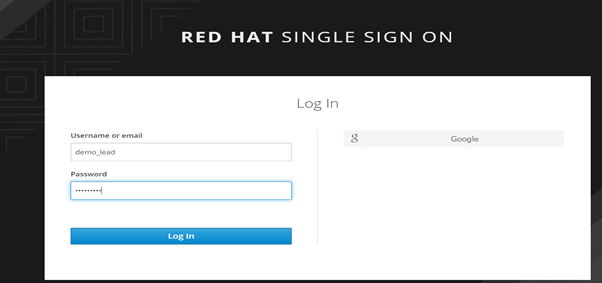 RED HAT SINGLE SIGN ON
Log In
Username or email
demo_lead
Password
•••••••••
Log In
Google